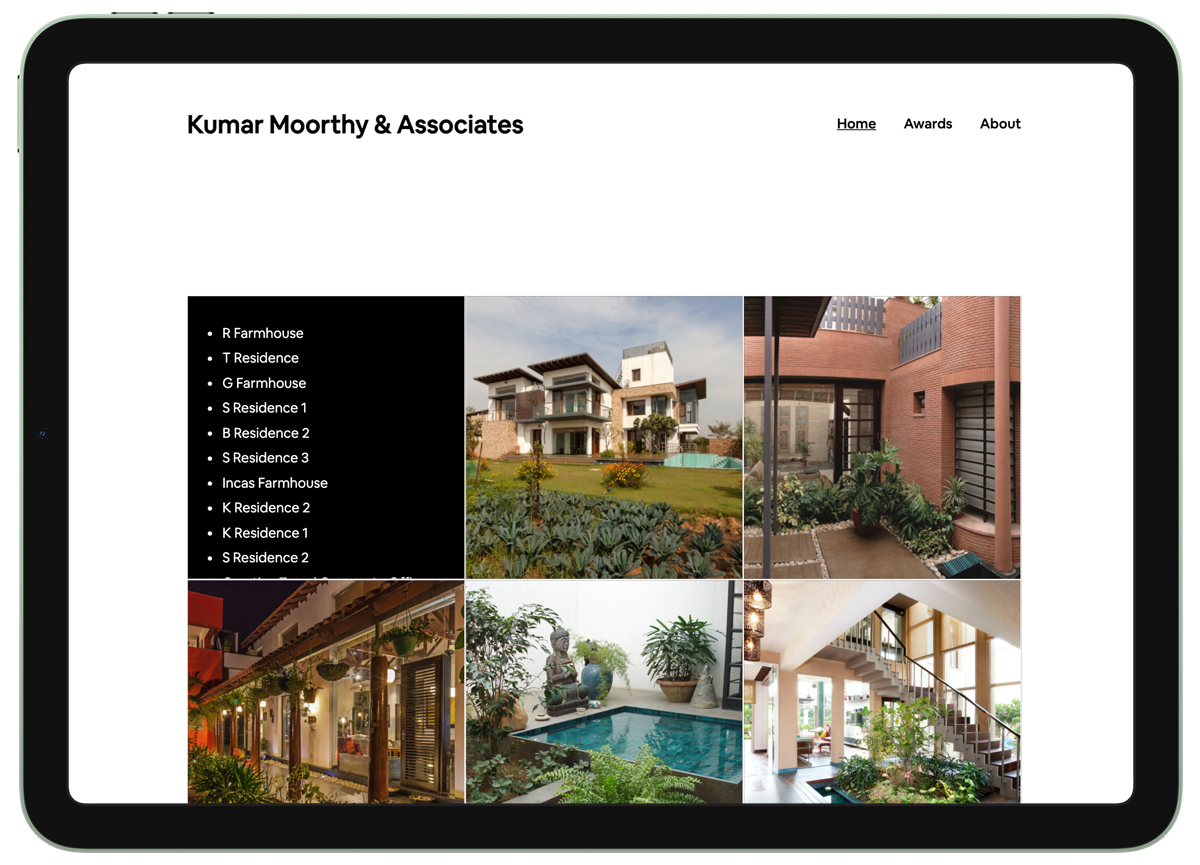 Kumar Moorthy & Associates
Home Awards About
R Farmhouse
T Residence
G Farmhouse
S Residence 1
B Residence 2
S Residence 3
Incas Farmhouse
K Residence 2
K Residence 1
S Residence 2